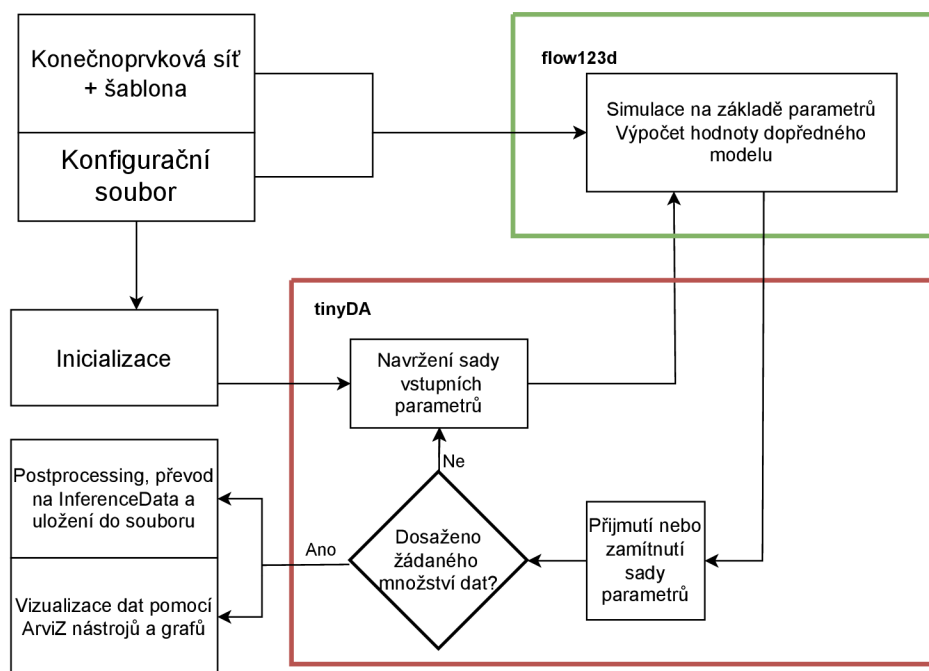 Konečnoprvková síť
+ šablona
Konfigurační
soubor
flow123d
Simulace na základě parametrů
Výpočet hodnoty dopředného
modelu
Inicializace
tinyDA
Navržení sady
vstupních
parametrů
Ne
Postprocessing, převod
na InferenceData a
uložení do souboru
Ano
Dosaženo
žádaného
množství dat?
Přijmutí nebo
zamítnutí
sady
parametrů
Vizualizace dat pomocí
ArviZ nástrojů a grafů